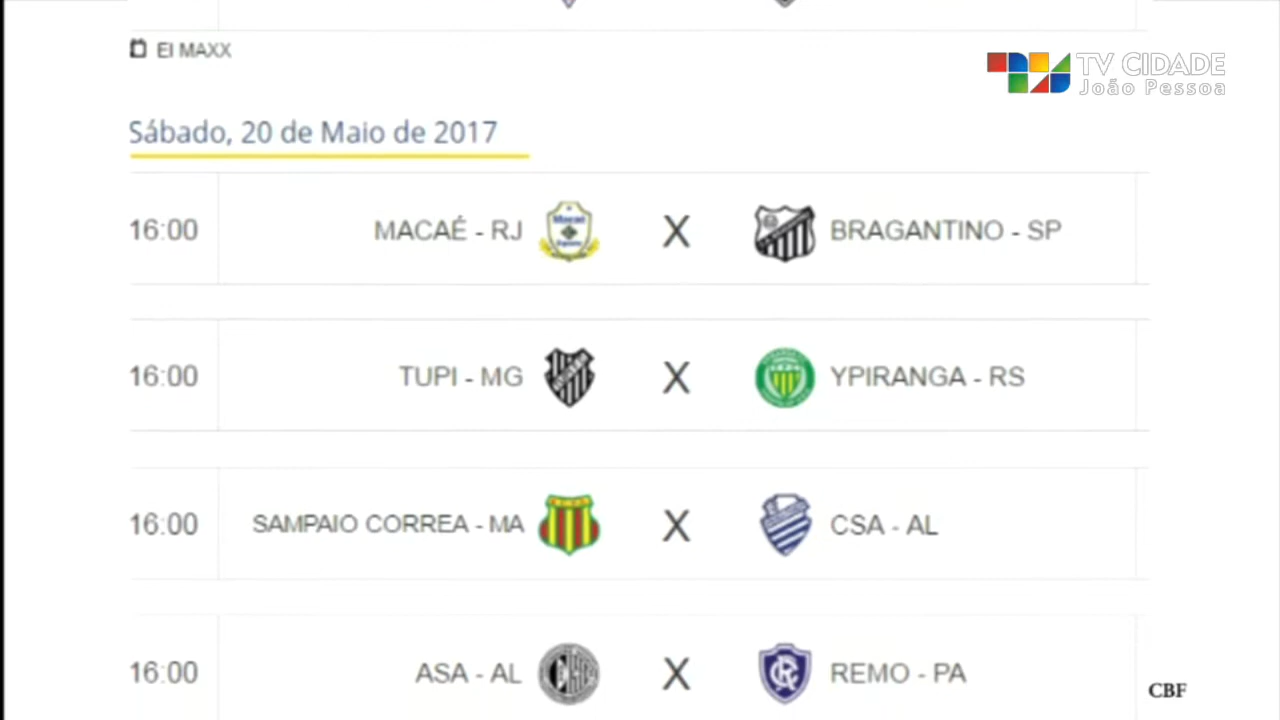 EI MAXX
TV CIDADE
João Pessoa
Sábado, 20 de Maio de 2017
16:00 MACAÉ - RJ X BRAGANTINO - SP
16:00 TUPI - MG X YPIRANGA - RS
16:00 SAMPAIO CORREA - MA X CSA - AL
16:00 ASA - AL X REMO - PA
CBF